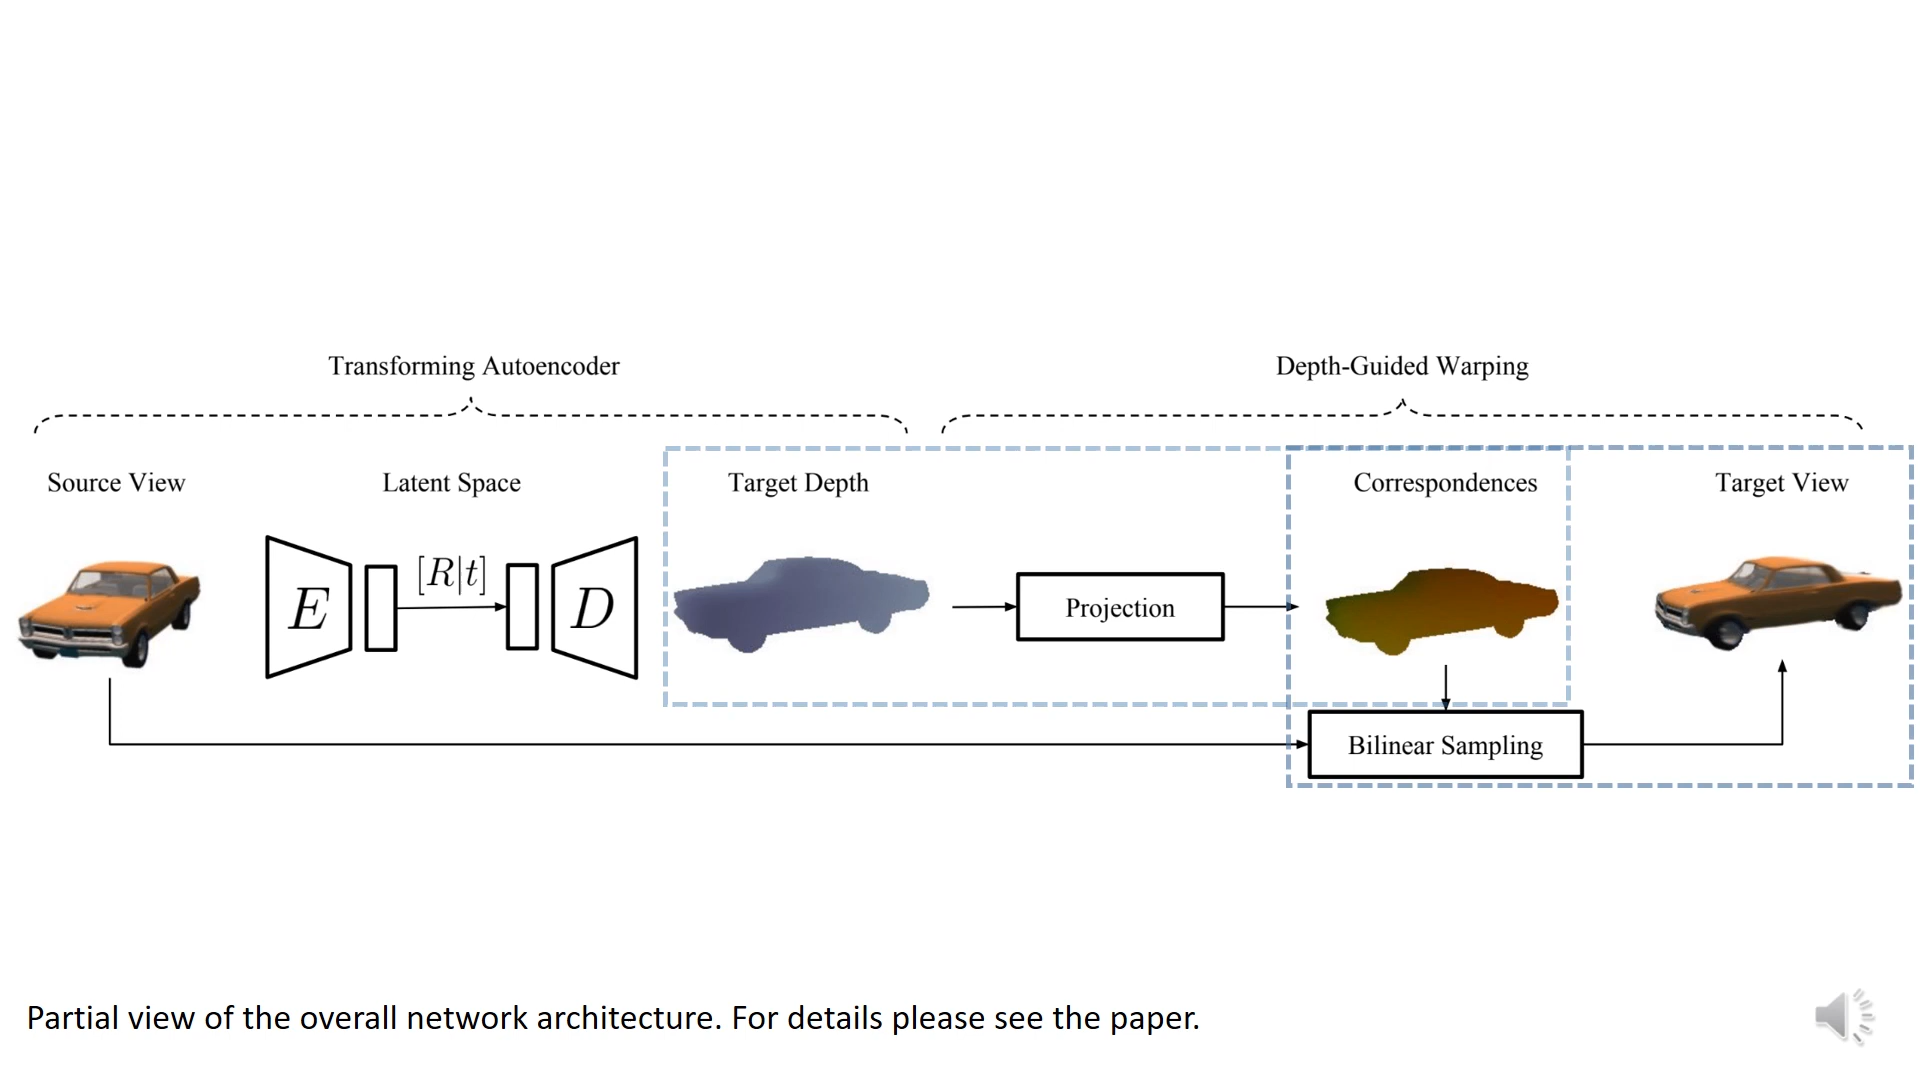 Transforming Autoencoder
Depth-Guided Warping
Source View
Latent Space
Target Depth
Correspondences
Target View
E
[R|t]
D
Projection
Bilinear Sampling
Partial view of the overall network architecture. For details please see the paper.